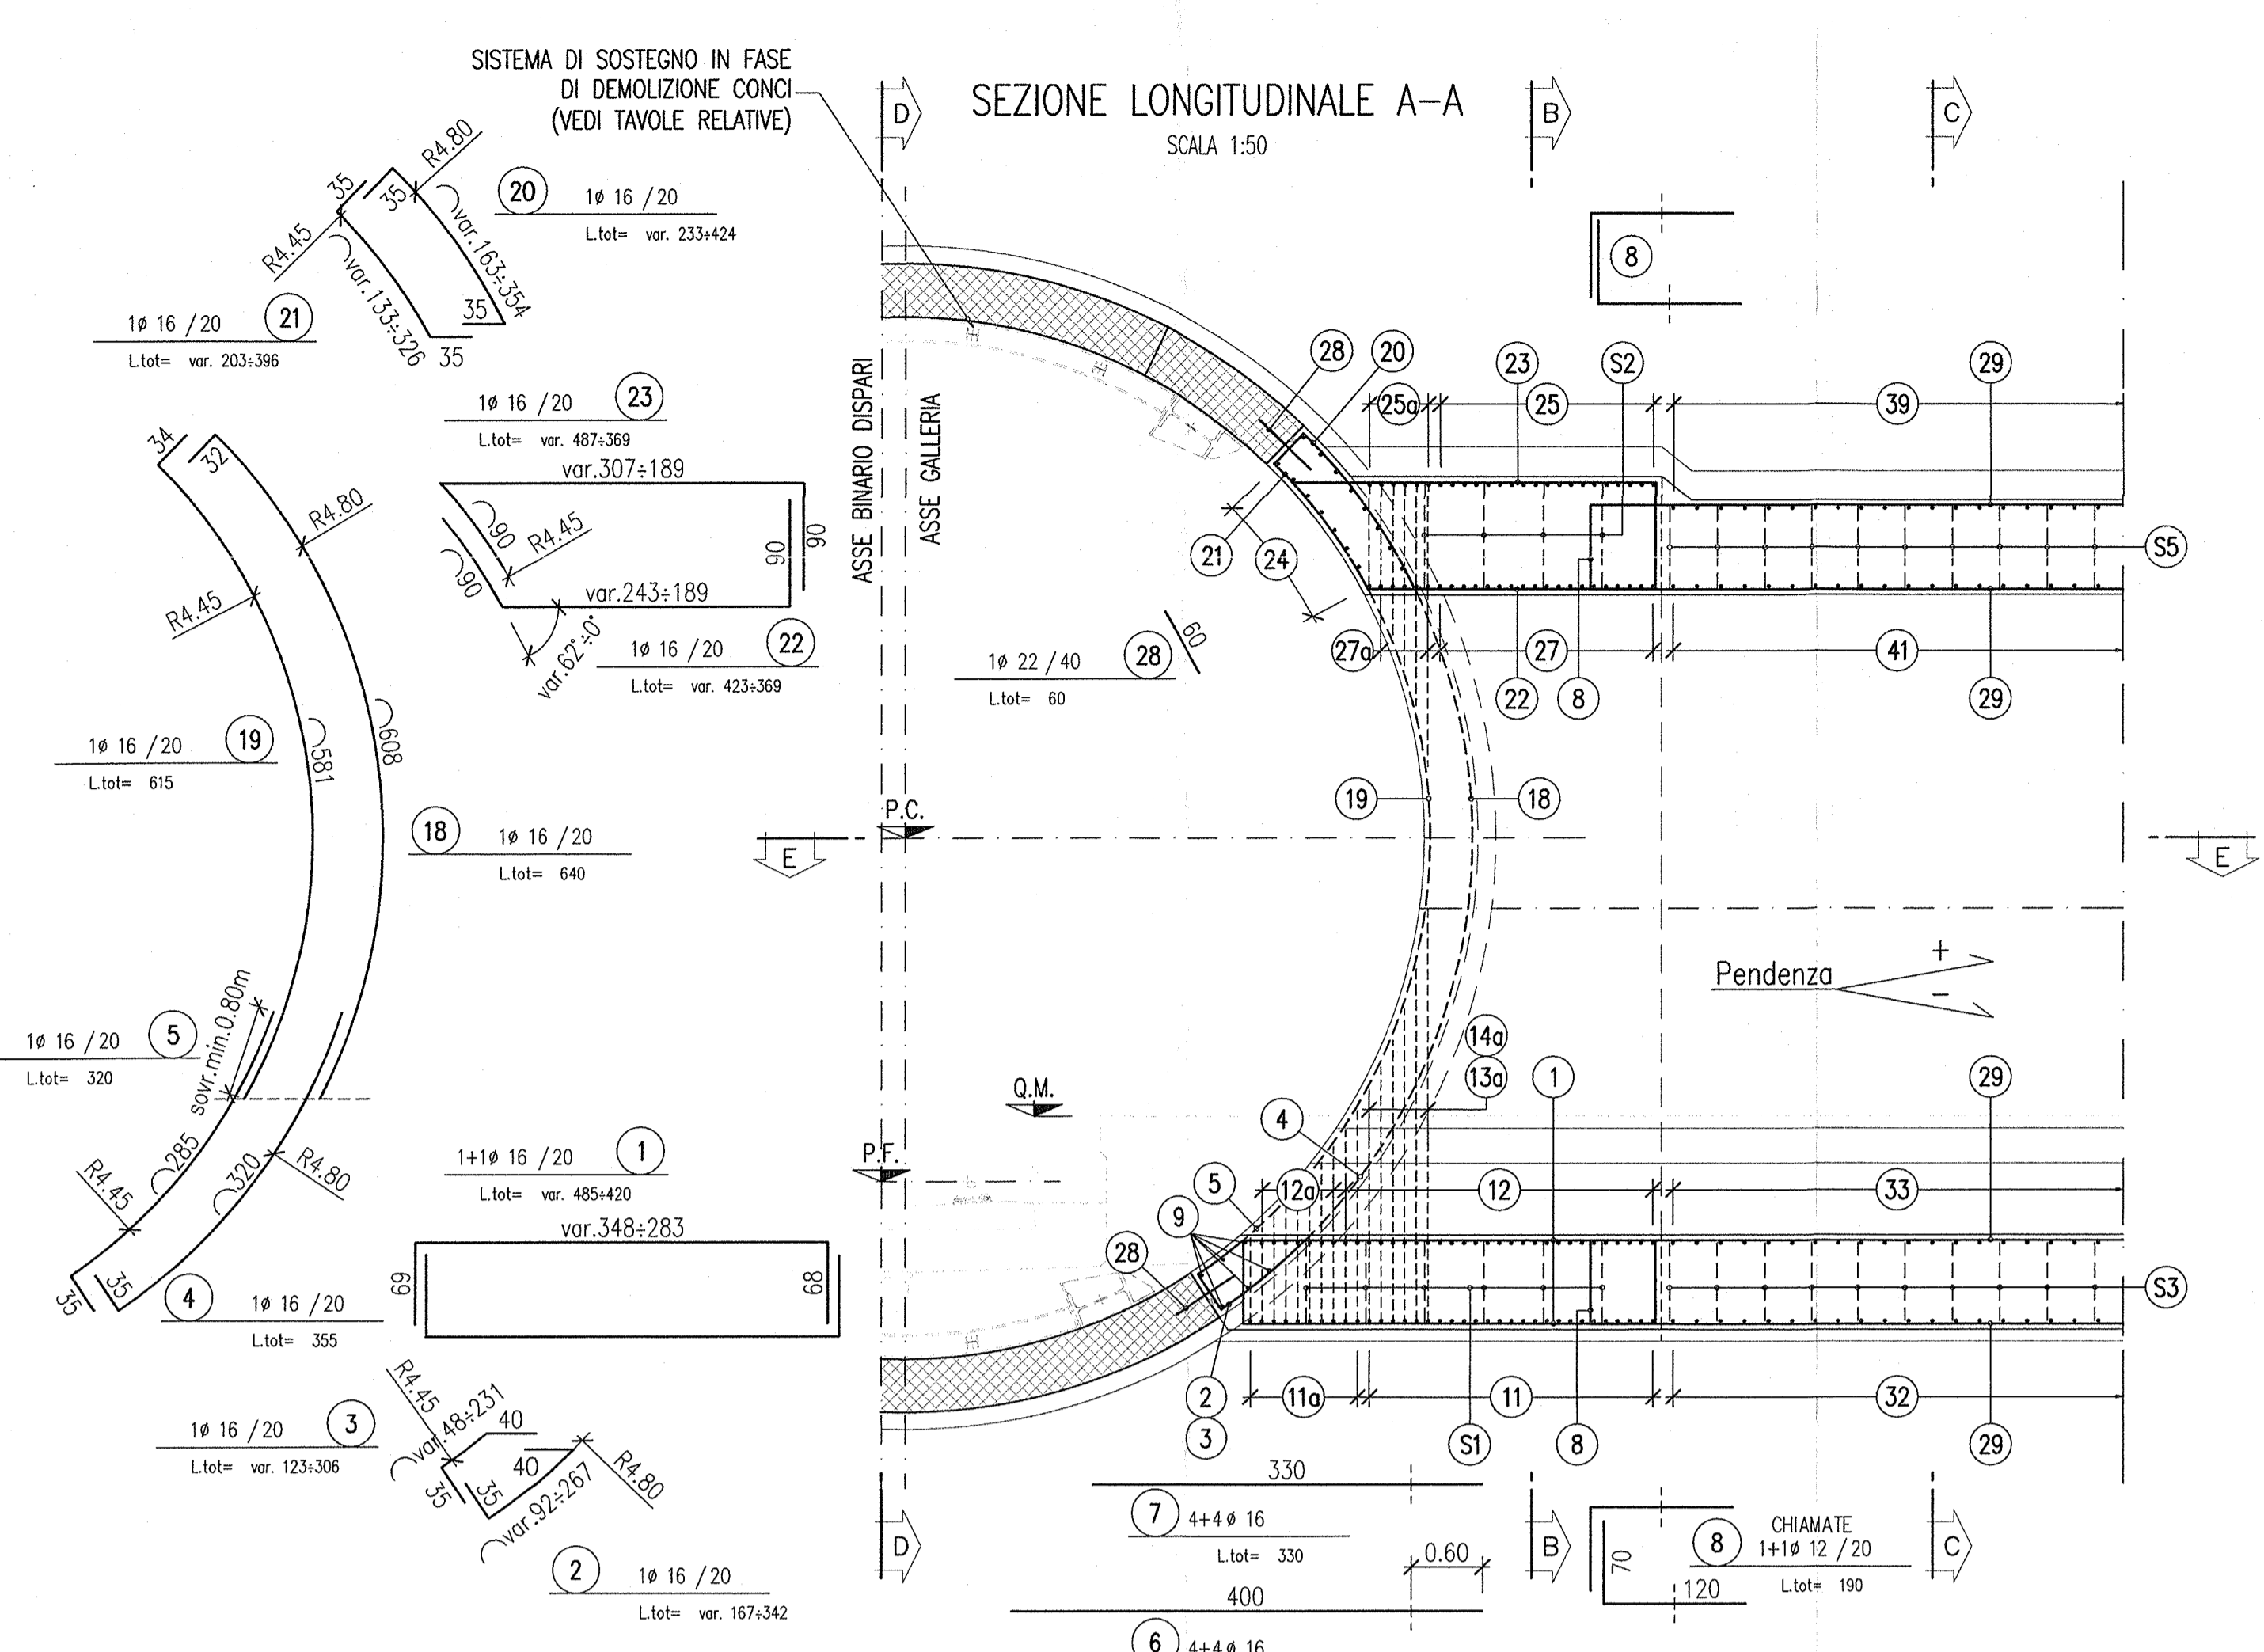 SISTEMA DI SOSTEGNO IN FASE
DI DEMOLIZIONE CONCI
(VEDI TAVOLE RELATIVE)
SEZIONE LONGITUDINALE A–A
SCALA 1:50
D
B
C
R4.80
35
35
R4.45
var.163÷354
var.133÷326
35
35
20
1ø 16 /20
L.tot= var. 233÷424
21
1ø 16 /20
L.tot= var. 203÷396
8
23
1ø 16 /20
L.tot= var. 487÷369
var.307÷189
90
R4.45
90
90
90
var.243÷189
var.62°÷0°
22
1ø 16 /20
L.tot= var. 423÷369
34
32
R4.80
R4.45
608
581
19
1ø 16 /20
L.tot= 615
18
1ø 16 /20
L.tot= 640
ASSE BINARIO DISPARI
ASSE GALLERIA
28
20
23
S2
29
25a
25
39
21
24
S5
60
28
1ø 22 /40
L.tot= 60
27a
27
41
22
8
29
P.C.
E
19
18
E
Pendenza
+
–
5
1ø 16 /20
L.tot= 320
sovr.min.0.80m
285
320
R4.45
R4.80
35
35
4
1ø 16 /20
L.tot= 355
1
1+1ø 16 /20
L.tot= var. 485÷420
var.348÷283
69
68
Q.M.
P.F.
14a
13a
1
29
4
5
12a
12
33
9
28
S3
2
3
11a
11
32
S1
8
29
3
1ø 16 /20
L.tot= var. 123÷306
R4.45
var.48÷231
40
35
35
40
var.92÷267
R4.80
2
1ø 16 /20
L.tot= var. 167÷342
330
7
4+4ø 16
L.tot= 330
0.60
400
6
4+4ø 16
D
B
C
70
120
CHIAMATE
8
1+1ø 12 /20
L.tot= 190